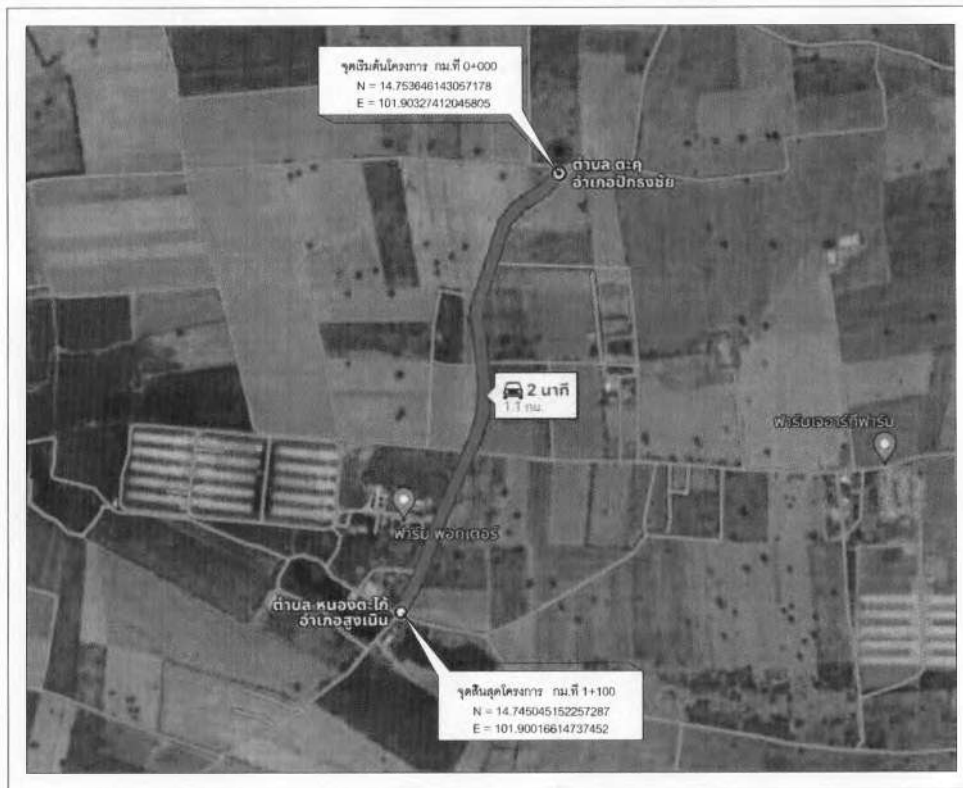 จุดเริ่มต้นโครงการ กม.ที่ 0+000
N = 14.753646143057178
E = 101.90327412045805
ตำบล ตะคุ
อำเภอปักธงชัย
2 นาที
1.1 กม.
ฟาร์มเจอาร์ทีฟาร์ม
ฟาร์ม พอกเตอร์
ตำบล หนองตะไก้
อำเภอสูงเนิน
จุดสิ้นสุดโครงการ กม.ที่ 1+100
N = 14.745045152257287
E = 101.90016614737452